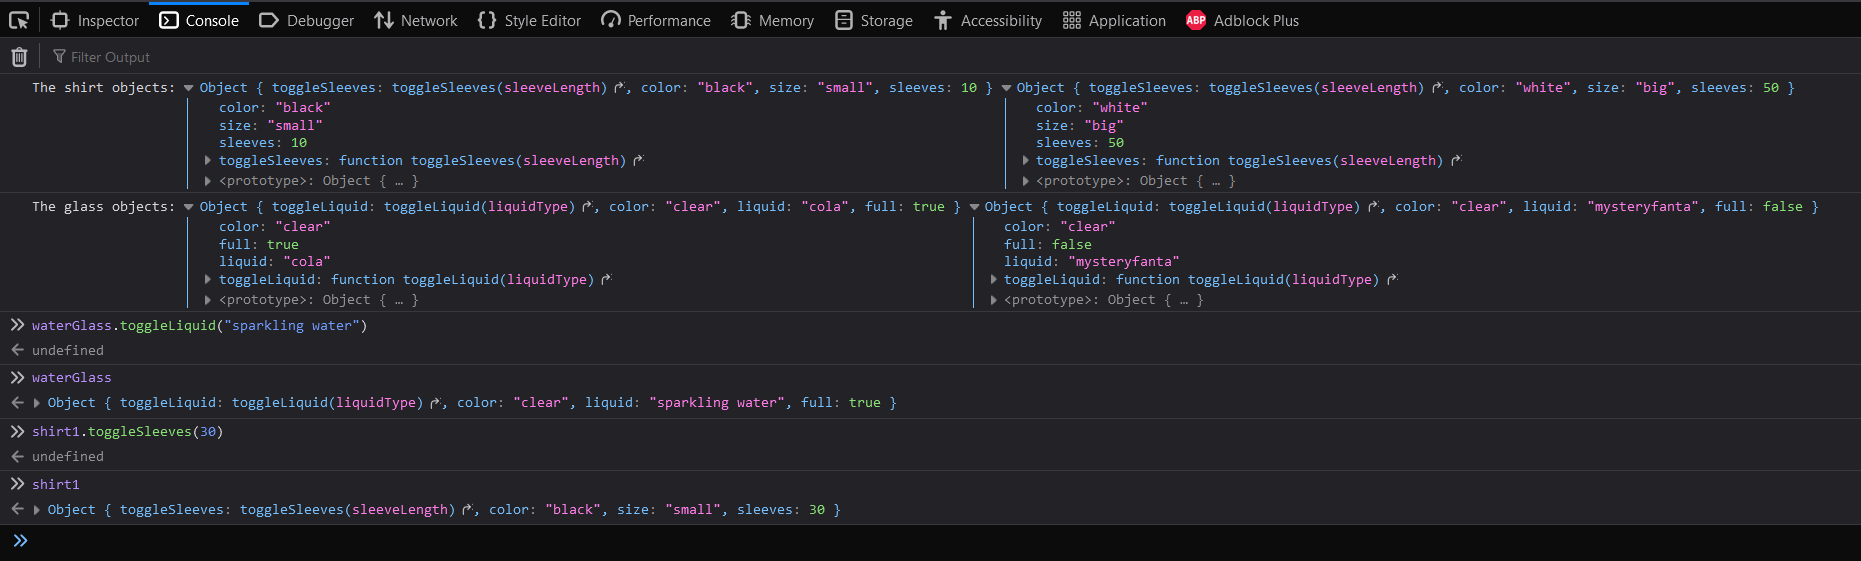 Inspector Console Debugger Network Style Editor Performance Memory Storage Accessibility Application ABP Adblock Plus
Filter Output
The shirt objects: Object { toggleSleeves: toggleSleeves(sleeveLength), color: "black", size: "small", sleeves: 10 } Object { toggleSleeves: toggleSleeves(sleeveLength), color: "white", size: "big", sleeves: 50 }
color: "black" color: "white"
size: "small" size: "big"
sleeves: 10 sleeves: 50
toggleSleeves: function toggleSleeves(sleeveLength) toggleSleeves: function toggleSleeves(sleeveLength)
<prototype>: Object { … } <prototype>: Object { … }
The glass objects: Object { toggleLiquid: toggleLiquid(liquidType), color: "clear", liquid: "cola", full: true } Object { toggleLiquid: toggleLiquid(liquidType), color: "clear", liquid: "mysteryfanta", full: false }
color: "clear" color: "clear"
full: true full: false
liquid: "cola" liquid: "mysteryfanta"
toggleLiquid: function toggleLiquid(liquidType) toggleLiquid: function toggleLiquid(liquidType)
<prototype>: Object { … } <prototype>: Object { … }
waterGlass.toggleLiquid("sparkling water")
undefined
waterGlass
Object { toggleLiquid: toggleLiquid(liquidType), color: "clear", liquid: "sparkling water", full: true }
shirt1.toggleSleeves(30)
undefined
shirt1
Object { toggleSleeves: toggleSleeves(sleeveLength), color: "black", size: "small", sleeves: 30 }